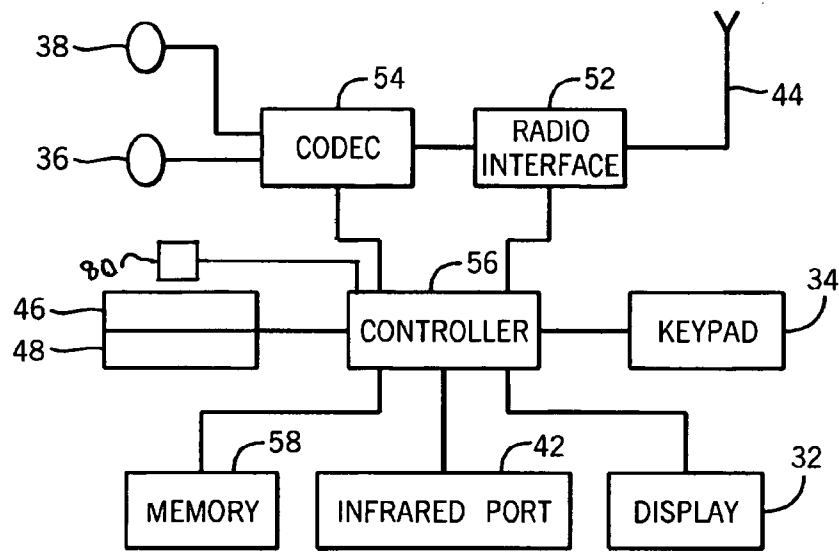 38
54
52
44
CODEC
RADIO
INTERFACE
36
80
56
46
CONTROLLER
34
KEYPAD
48
58
42
32
MEMORY
INFRARED PORT
DISPLAY